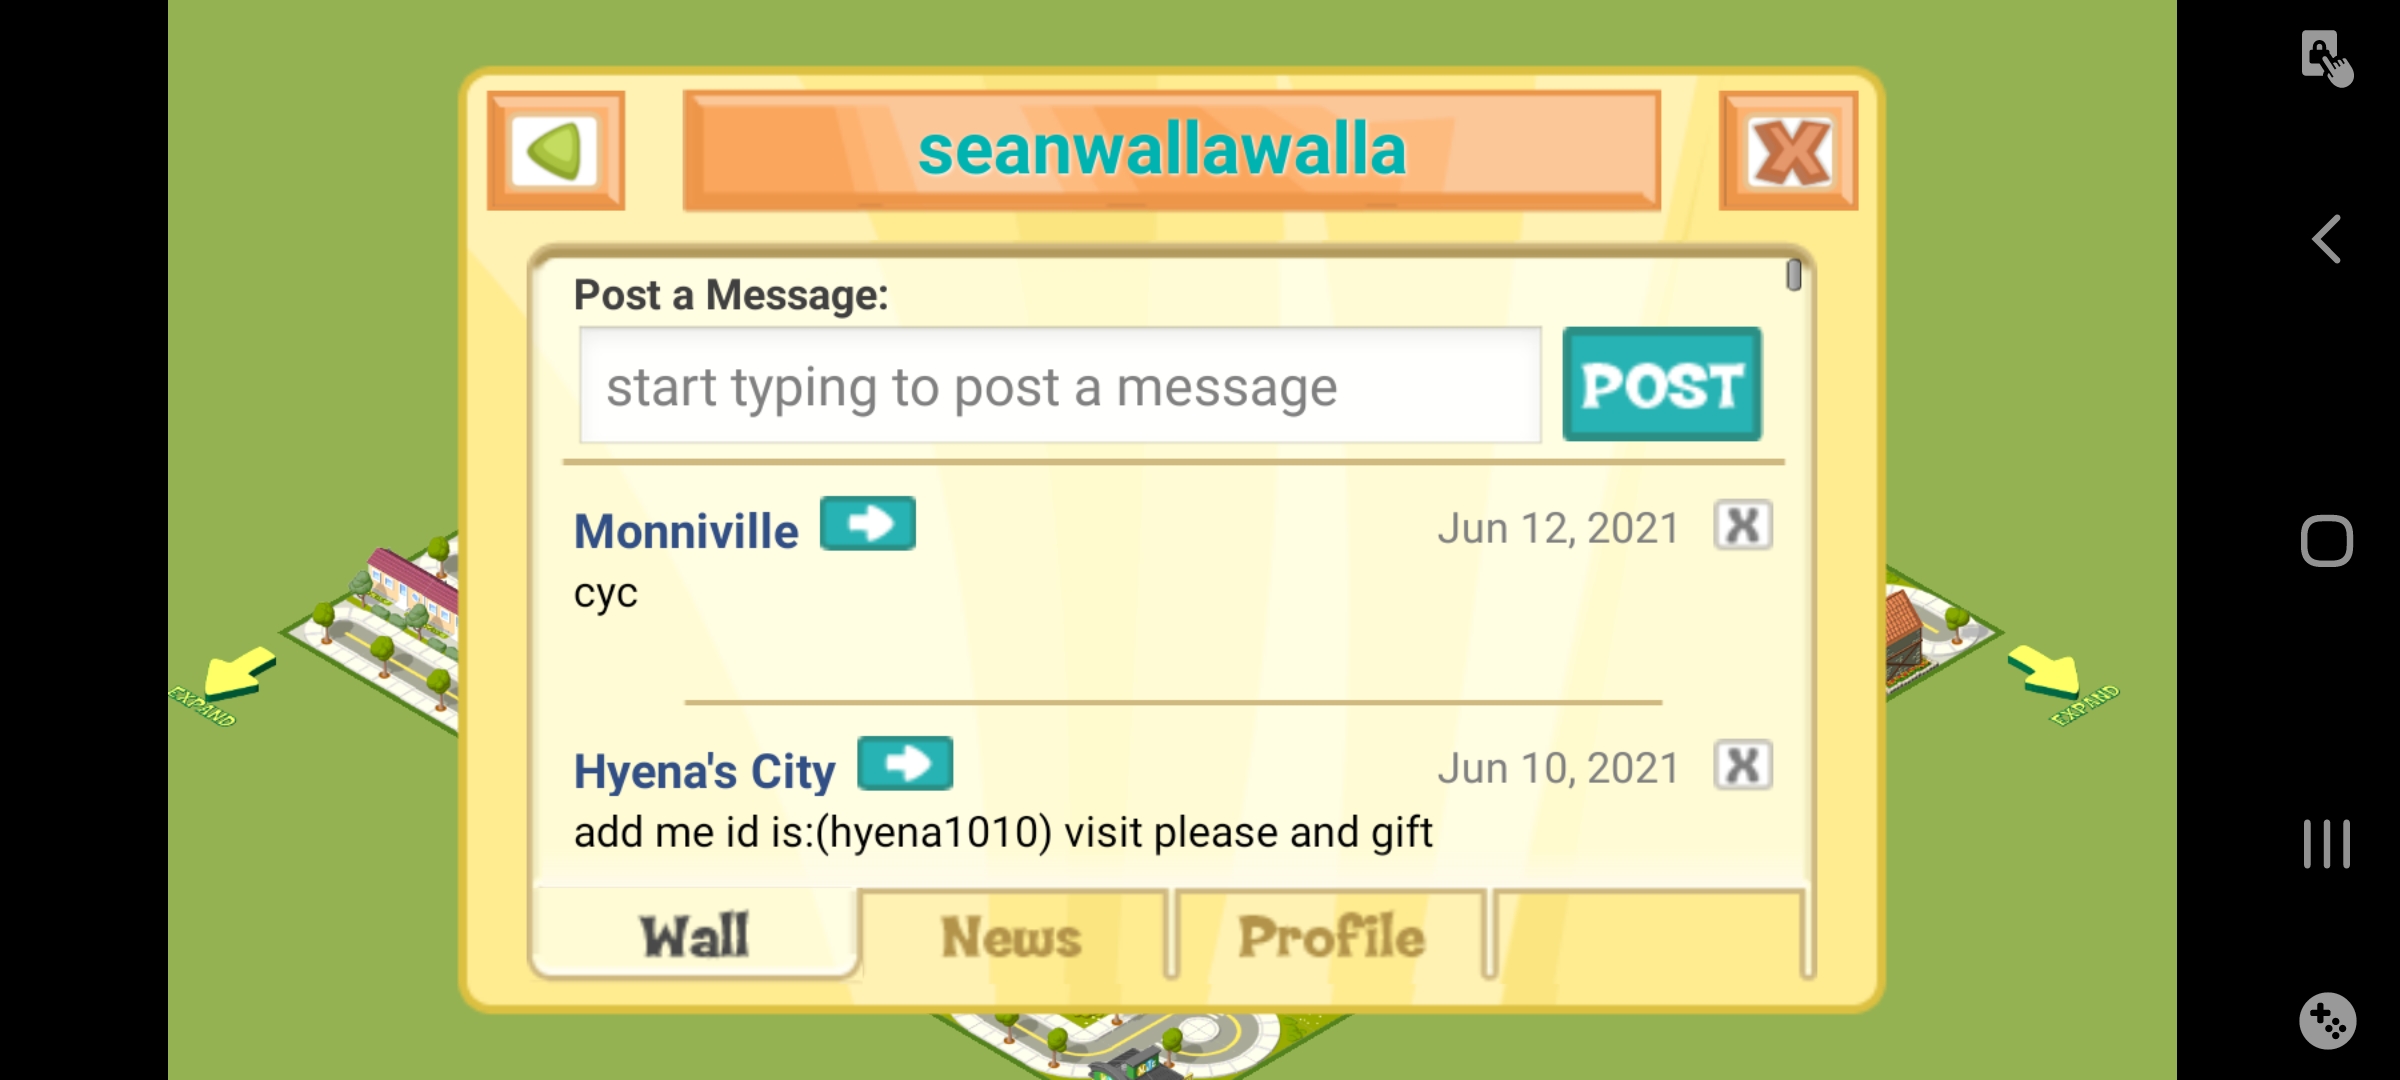 seanwallawalla
Post a Message:
start typing to post a message
POST
Monniville
Jun 12, 2021
X
cyc
Hyena's City
Jun 10, 2021
X
add me id is:(hyena1010) visit please and gift
Wall
News
Profile
EXPAND
EXPAND